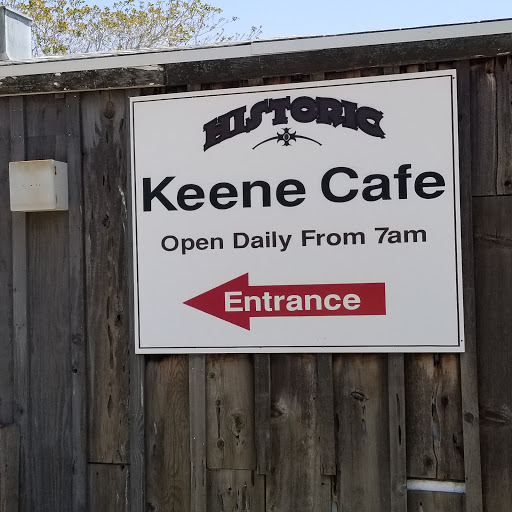 HISTORIC
Keene Cafe
Open Daily From 7am
Entrance